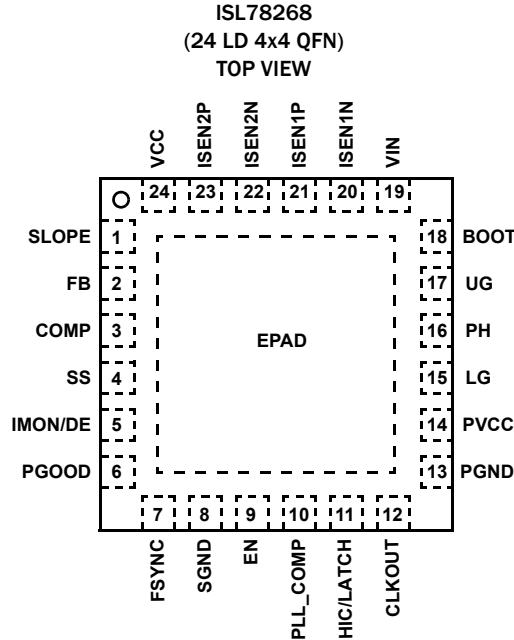 ISL78268
(24 LD 4x4 QFN)
TOP VIEW
VCC
ISEN2P
ISEN2N
ISEN1P
ISEN1N
VIN
24 23 22 21 20 19
SLOPE 1
18 BOOT
FB 2
17 UG
COMP 3
16 PH
EPAD
SS 4
15 LG
IMON/DE 5
14 PVCC
PGOOD 6
13 PGND
7 8 9 10 11 12
FSYNC
SGND
EN
PLL_COMP
HIC/LATCH
CLKOUT